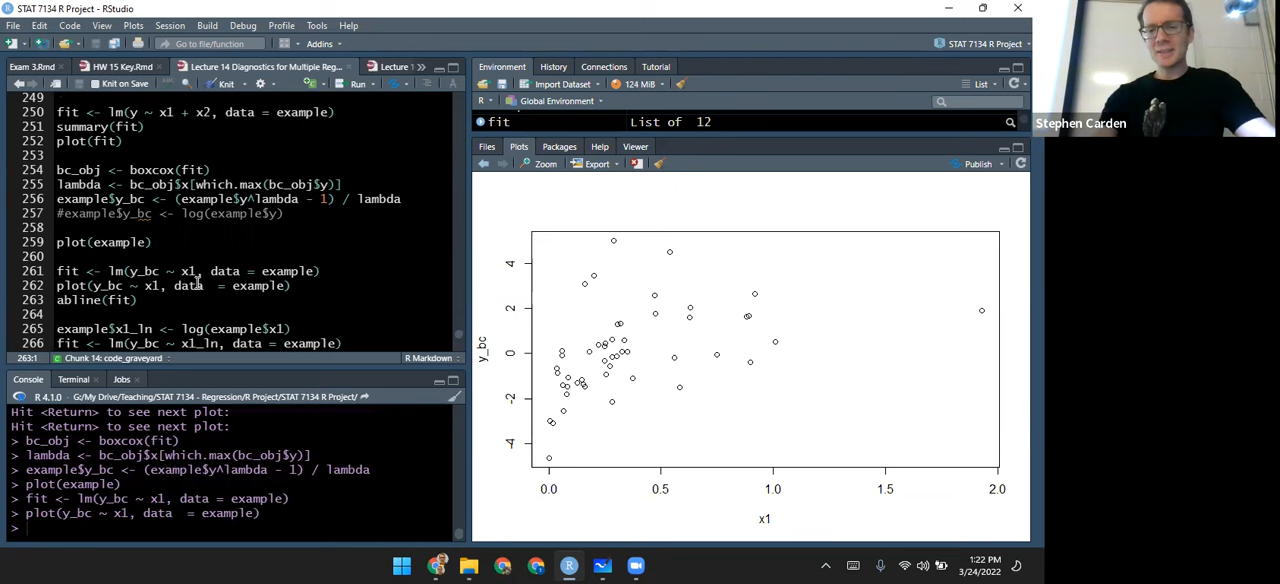 STAT 7134 R Project - RStudio
File Edit Code View Plots Session Build Debug Profile Tools Help
Go to file/function Addins
STAT 7134 R Project
Exam 3.Rmd HW 15 Key.Rmd Lecture 14 Diagnostics for Multiple Reg... Lecture 1
Knit on Save Knit Run
249
250 fit <- lm(y ~ x1 + x2, data = example)
251 summary(fit)
252 plot(fit)
253
254 bc_obj <- boxcox(fit)
255 lambda <- bc_obj$x[which.max(bc_obj$y)]
256 example$y_bc <- (example$y^lambda - 1) / lambda
257 #example$y_bc <- log(example$y)
258
259 plot(example)
260
261 fit <- lm(y_bc ~ x1, data = example)
262 plot(y_bc ~ x1, data  = example)
263 abline(fit)
264
265 example$x1_ln <- log(example$x1)
266 fit <- lm(y_bc ~ x1_ln, data = example)
263:1 Chunk 14: code_graveyard R Markdown
Console Terminal Jobs
R 4.1.0 · G:/My Drive/Teaching/STAT 7134 - Regression/R Project/STAT 7134 R Project/
Hit <Return> to see next plot:
Hit <Return> to see next plot:
> bc_obj <- boxcox(fit)
> lambda <- bc_obj$x[which.max(bc_obj$y)]
> example$y_bc <- (example$y^lambda - 1) / lambda
> plot(example)
> fit <- lm(y_bc ~ x1, data = example)
> plot(y_bc ~ x1, data  = example)
>
Environment History Connections Tutorial
Import Dataset 124 MiB List
R Global Environment
fit List of 12
Files Plots Packages Help Viewer
Zoom Export Publish
4
2
0
-2
-4
y_bc
0.0 0.5 1.0 1.5 2.0
x1
Stephen Carden
1:22 PM
3/24/2022